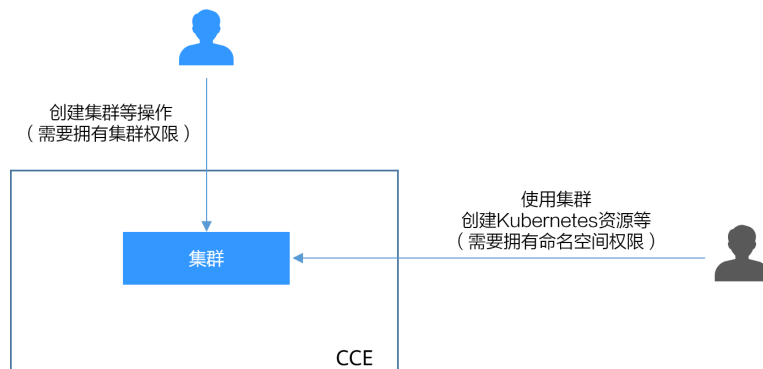 创建集群等操作
（需要拥有集群权限）
使用集群
创建Kubernetes资源等
（需要拥有命名空间权限）
集群
CCE